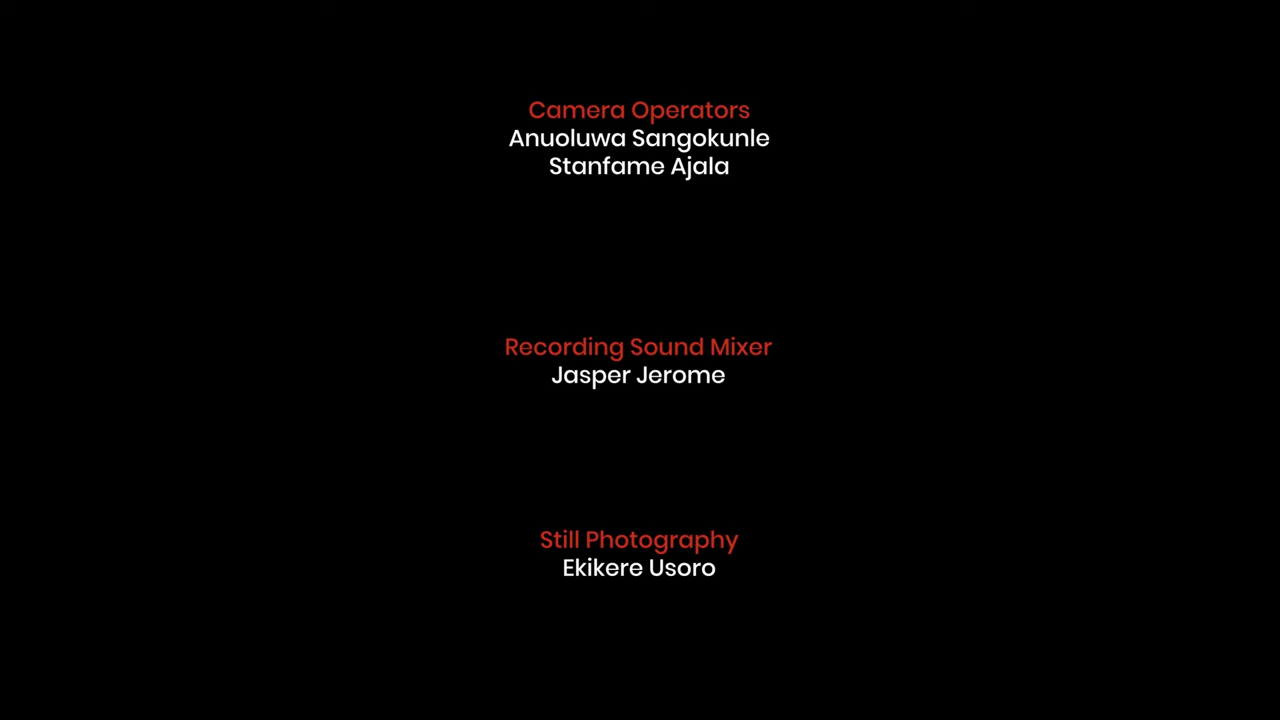 Camera Operators
Anuoluwa Sangokunle
Stanfame Ajala
Recording Sound Mixer
Jasper Jerome
Still Photography
Ekikere Usoro